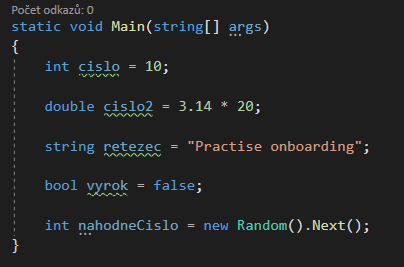 Počet odkazů: 0
static void Main(string[] args)
{
int cislo = 10;
double cislo2 = 3.14 * 20;
string retezec = "Practise onboarding";
bool vyrok = false;
int nahodneCislo = new Random().Next();
}